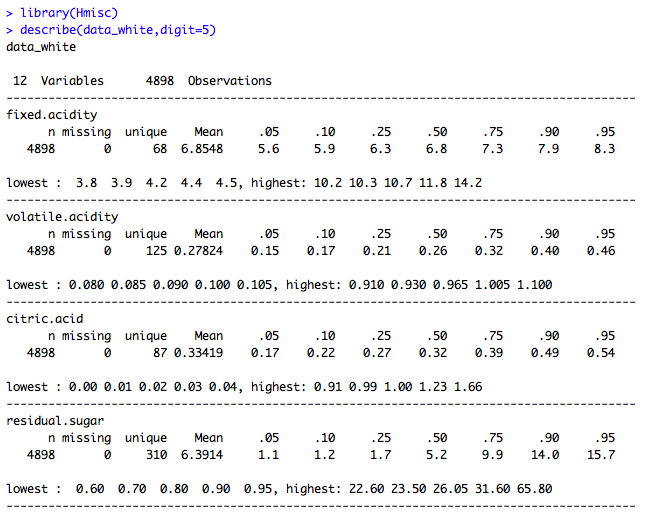 > library(Hmisc)
> describe(data_white,digit=5)
data_white

 12  Variables      4898  Observations
------------------------------------------------------------------------------------------
fixed.acidity
      n missing  unique    Mean     .05     .10     .25     .50     .75     .90     .95
   4898       0      68  6.8548     5.6     5.9     6.3     6.8     7.3     7.9     8.3

lowest :  3.8  3.9  4.2  4.4  4.5, highest: 10.2 10.3 10.7 11.8 14.2
------------------------------------------------------------------------------------------
volatile.acidity
      n missing  unique    Mean     .05     .10     .25     .50     .75     .90     .95
   4898       0     125 0.27824    0.15    0.17    0.21    0.26    0.32    0.40    0.46

lowest : 0.080 0.085 0.090 0.100 0.105, highest: 0.910 0.930 0.965 1.005 1.100
------------------------------------------------------------------------------------------
citric.acid
      n missing  unique    Mean     .05     .10     .25     .50     .75     .90     .95
   4898       0      87 0.33419    0.17    0.22    0.27    0.32    0.39    0.49    0.54

lowest : 0.00 0.01 0.02 0.03 0.04, highest: 0.91 0.99 1.00 1.23 1.66
------------------------------------------------------------------------------------------
residual.sugar
      n missing  unique    Mean     .05     .10     .25     .50     .75     .90     .95
   4898       0     310  6.3914     1.1     1.2     1.7     5.2     9.9    14.0    15.7

lowest :  0.60  0.70  0.80  0.90  0.95, highest: 22.60 23.50 26.05 31.60 65.80
------------------------------------------------------------------------------------------